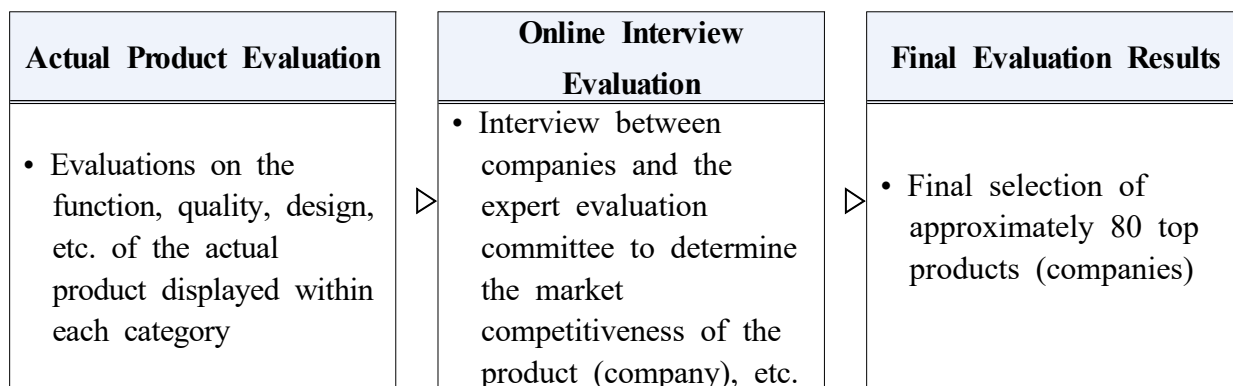 Actual Product Evaluation
• Evaluations on the
function, quality, design,
etc. of the actual
product displayed within
each category
Online Interview
Evaluation
• Interview between
companies and the
expert evaluation
committee to determine
the market
competitiveness of the
product (company), etc.
Final Evaluation Results
• Final selection of
approximately 80 top
products (companies)